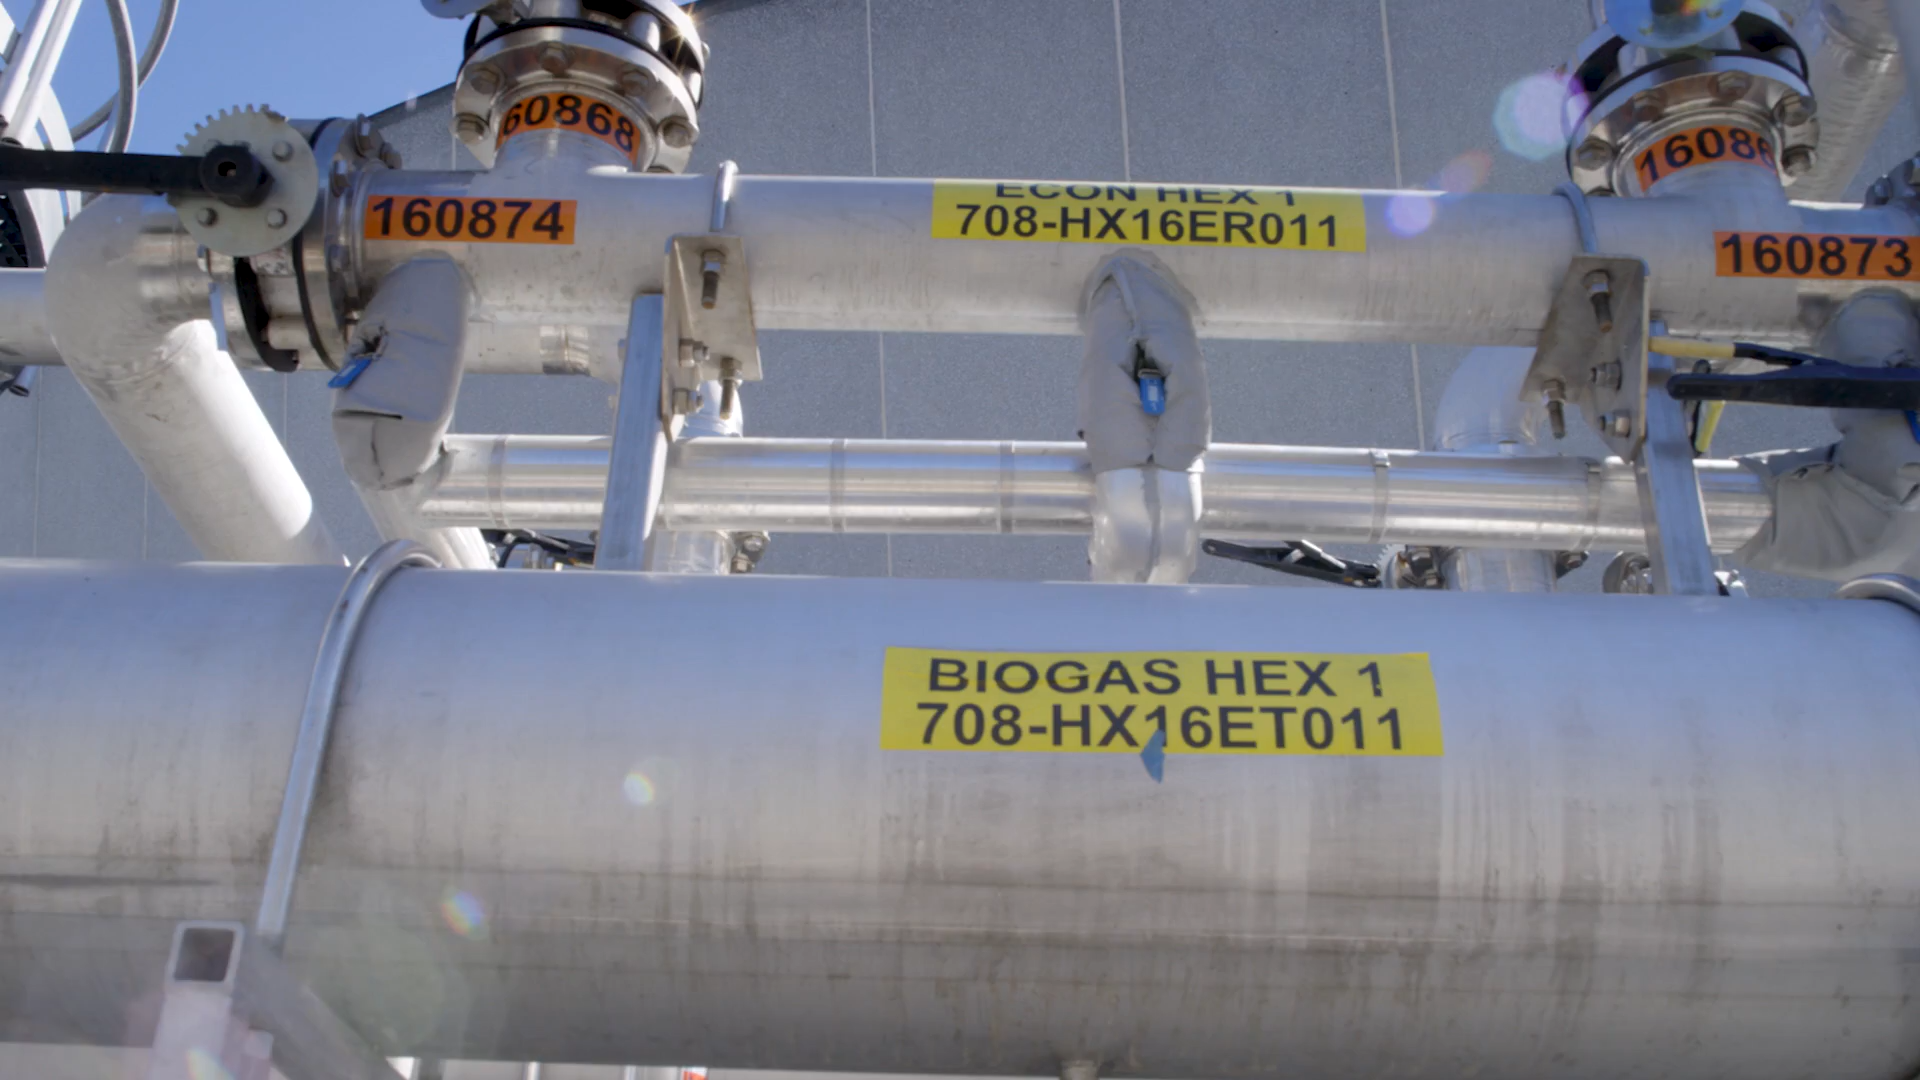 60868
16086
160874
ECON HEX 1
708-HX16ER011
160873
BIOGAS HEX 1
708-HX16ET011